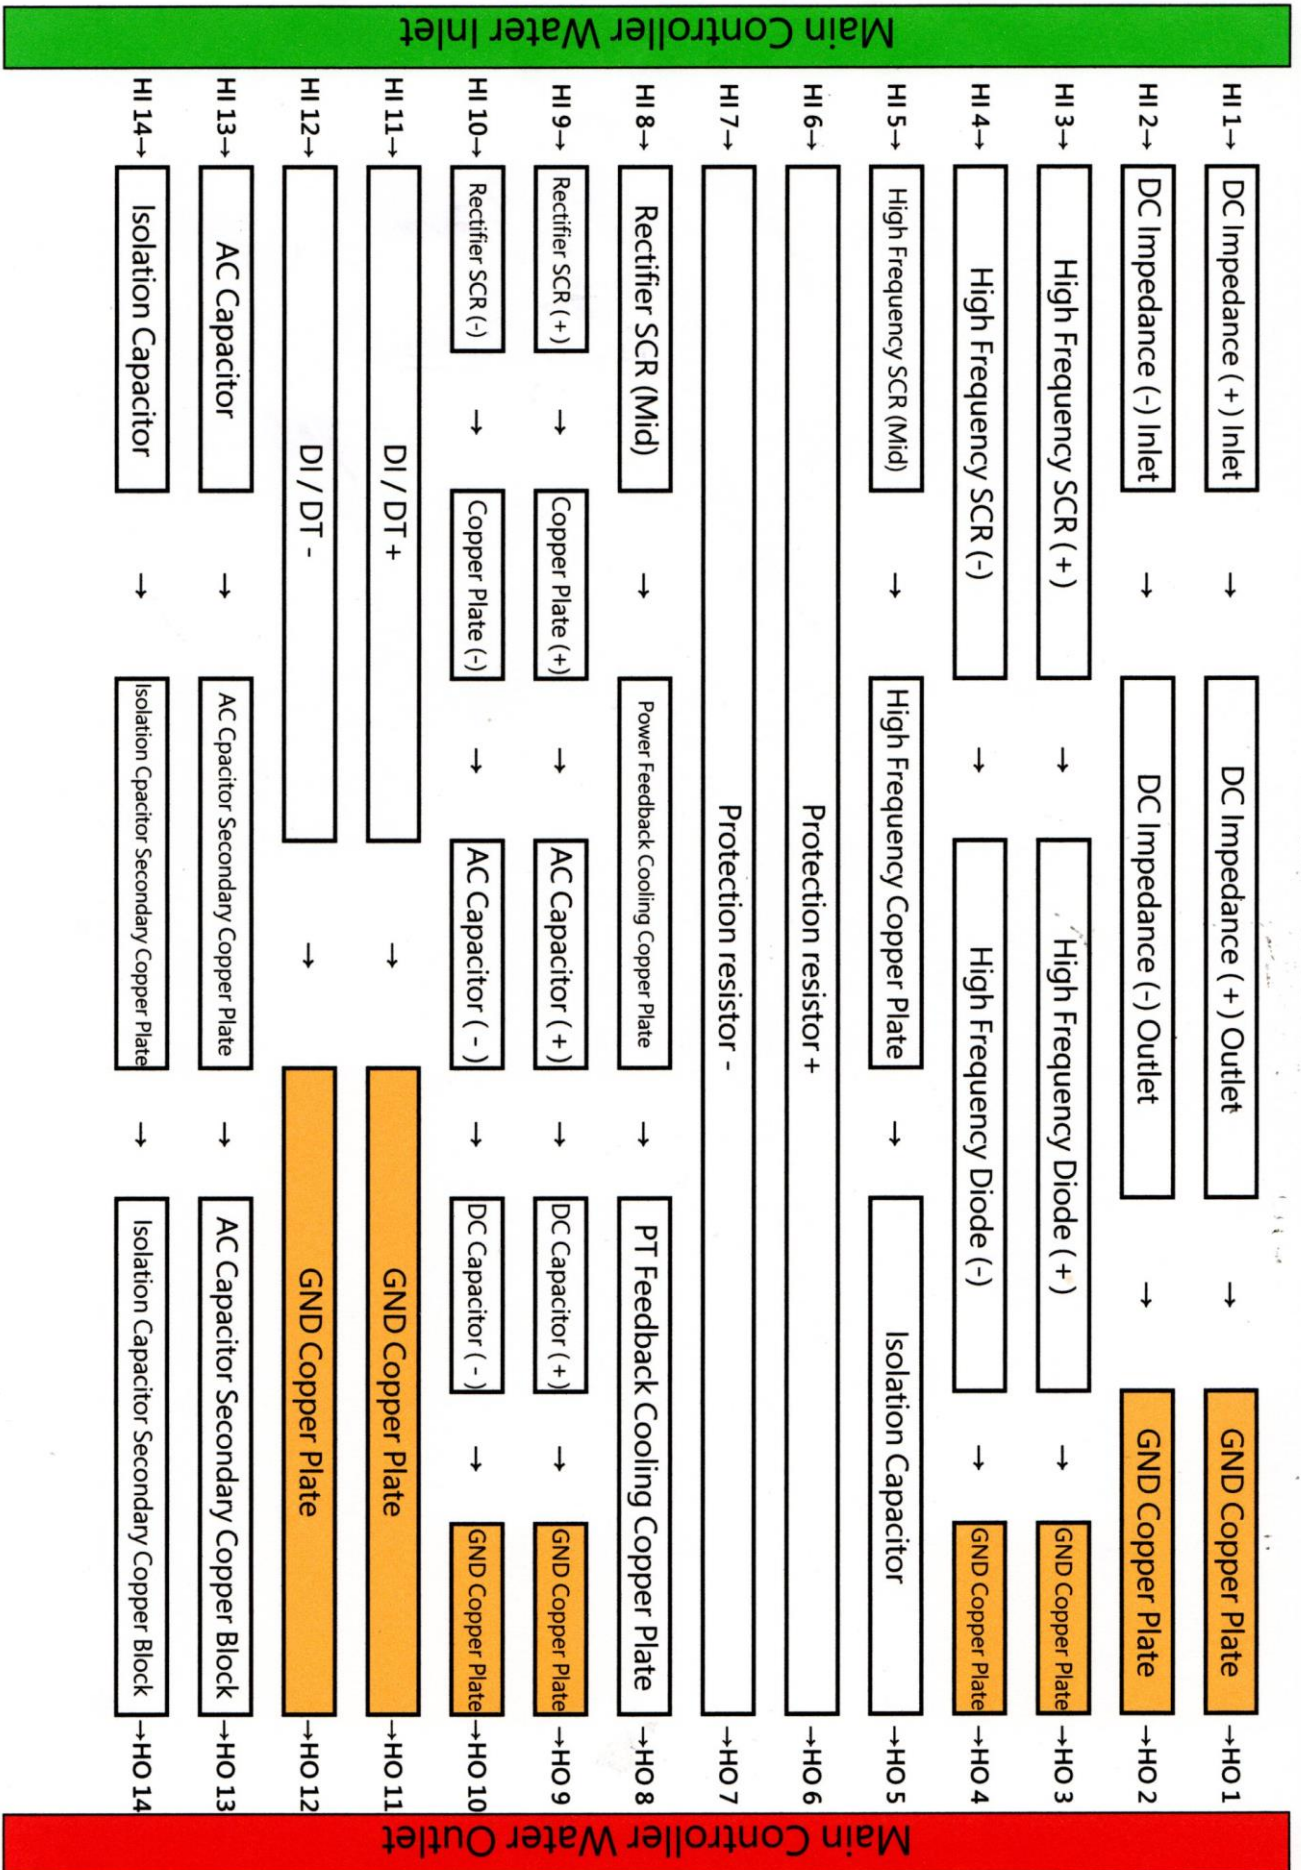 Main Controller Water Inlet
HI 1→ DC Impedance (+) Inlet → DC Impedance (+) Outlet → GND Copper Plate →HO 1
HI 2→ DC Impedance (-) Inlet → DC Impedance (-) Outlet → GND Copper Plate →HO 2
HI 3→ High Frequency SCR (+) → High Frequency Diode (+) → GND Copper Plate →HO 3
HI 4→ High Frequency SCR (-) → High Frequency Diode (-) → GND Copper Plate →HO 4
HI 5→ High Frequency SCR (Mid) → High Frequency Copper Plate → Isolation Capacitor →HO 5
HI 6→ Protection resistor + →HO 6
HI 7→ Protection resistor - →HO 7
HI 8→ Rectifier SCR (Mid) → Power Feedback Cooling Copper Plate → PT Feedback Cooling Copper Plate →HO 8
HI 9→ Rectifier SCR (+) → Copper Plate (+) → AC Capacitor (+) → DC Capacitor (+) → GND Copper Plate →HO 9
HI 10→ Rectifier SCR (-) → Copper Plate (-) → AC Capacitor (-) → DC Capacitor (-) → GND Copper Plate →HO 10
HI 11→ DI / DT + → GND Copper Plate →HO 11
HI 12→ DI / DT - → GND Copper Plate →HO 12
HI 13→ AC Capacitor → AC Cpacitor Secondary Copper Plate → AC Capacitor Secondary Copper Block →HO 13
HI 14→ Isolation Capacitor → Isolation Cpacitor Secondary Copper Plate → Isolation Capacitor Secondary Copper Block →HO 14
Main Controller Water Outlet